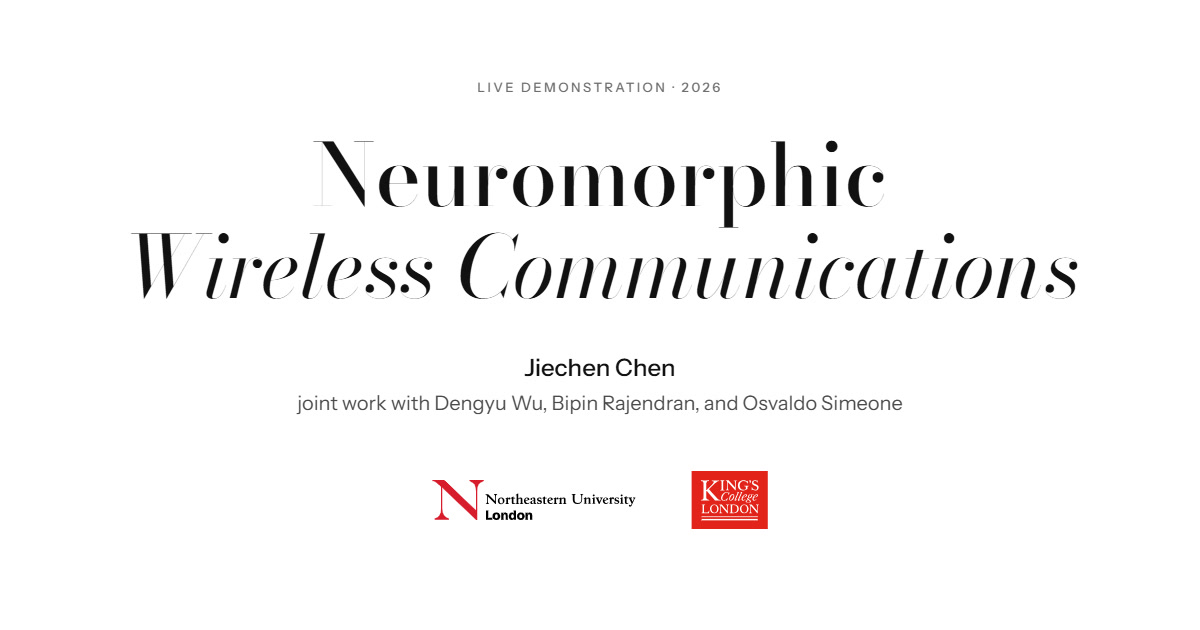 LIVE DEMONSTRATION · 2026
Neuromorphic
Wireless Communications
Jiechen Chen
joint work with Dengyu Wu, Bipin Rajendran, and Osvaldo Simeone
N Northeastern University
London
KING'S
College
LONDON